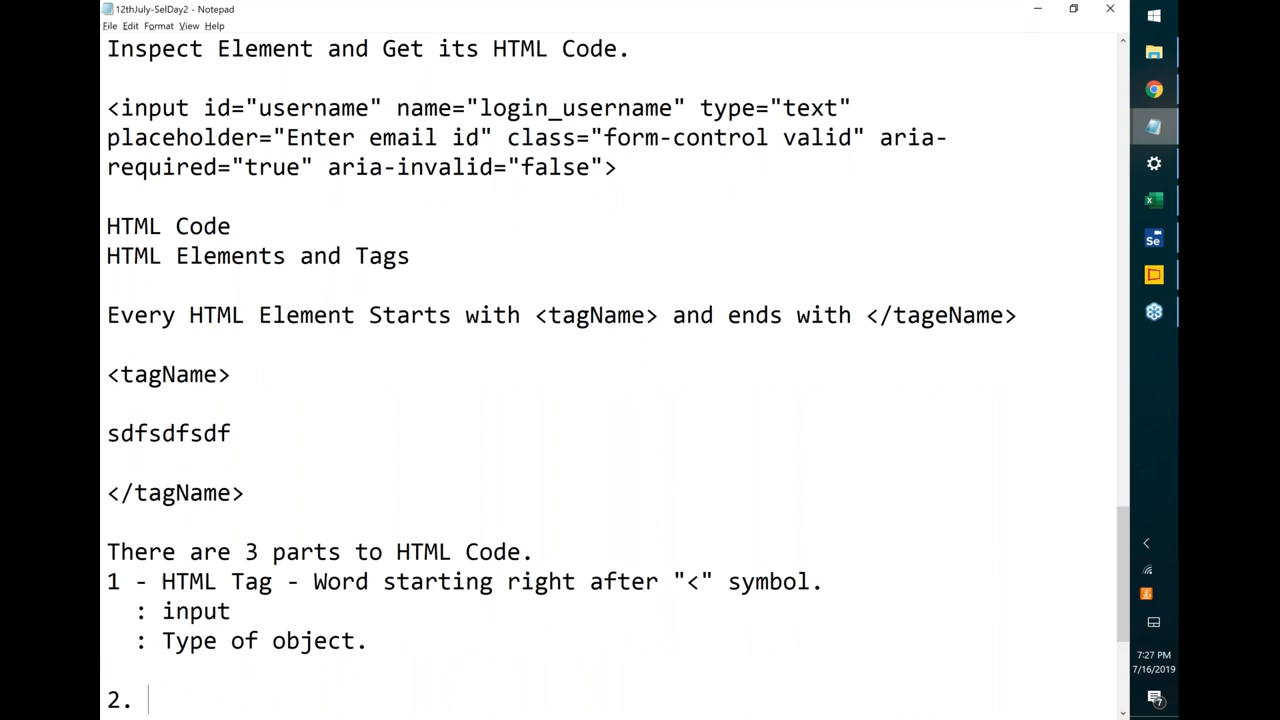 12thJuly-SelDay2 - Notepad
File Edit Format View Help
Inspect Element and Get its HTML Code.
<input id="username" name="login_username" type="text"
placeholder="Enter email id" class="form-control valid" aria-
required="true" aria-invalid="false">
HTML Code
HTML Elements and Tags
Every HTML Element Starts with <tagName> and ends with </tageName>
<tagName>
sdfsdfsdf
</tagName>
There are 3 parts to HTML Code.
1 - HTML Tag - Word starting right after "<" symbol.
: input
: Type of object.
2.
Se
7:27 PM
7/16/2019
7